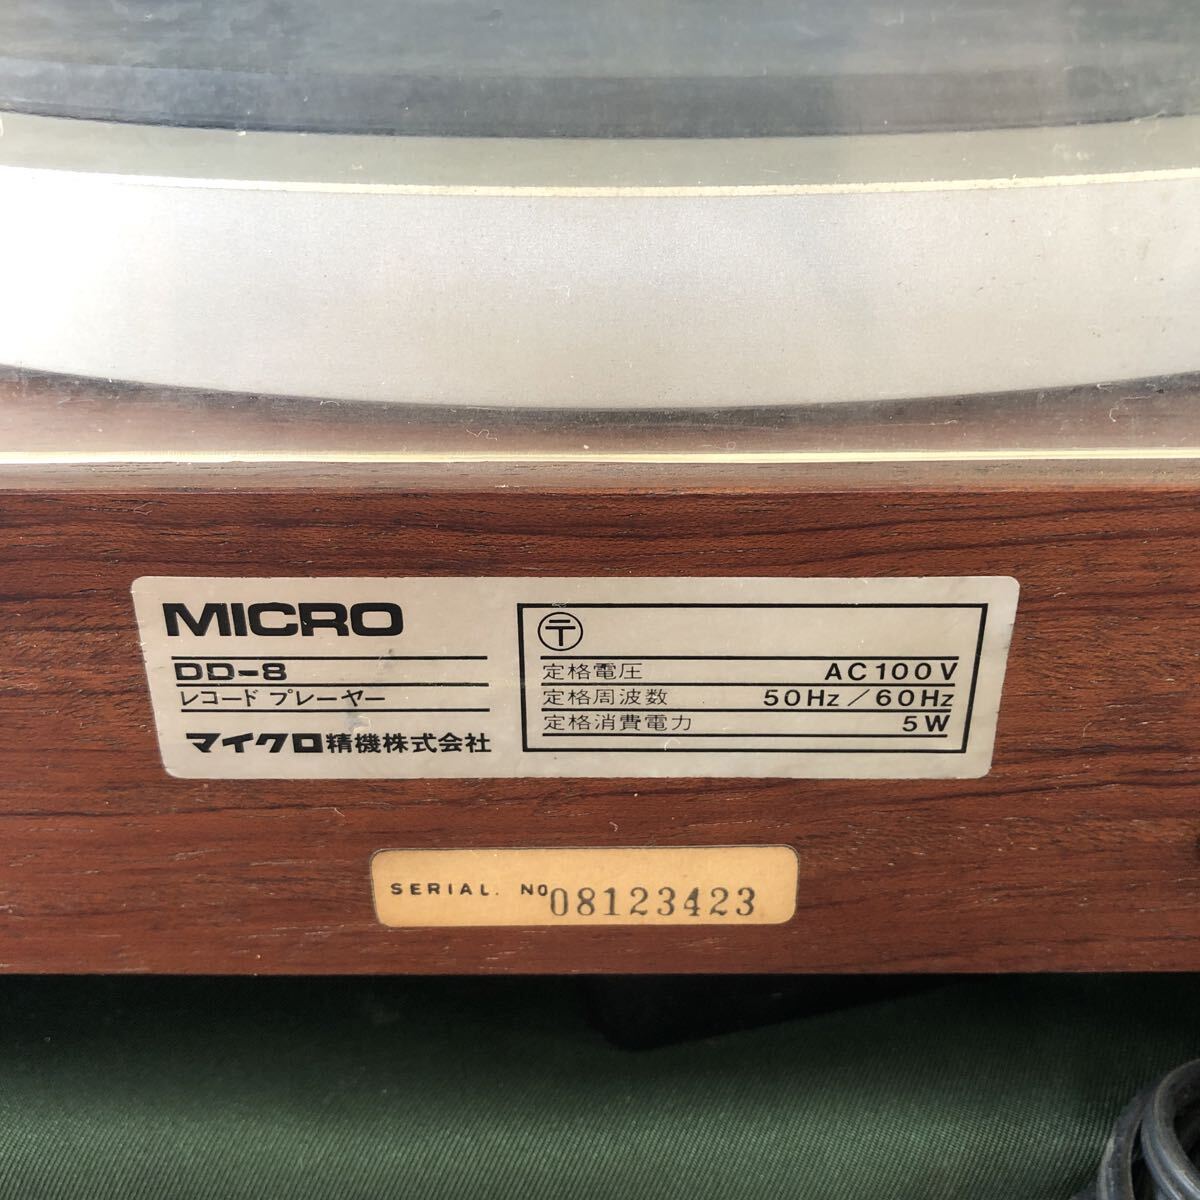 MICRO
DD-8
レコード プレーヤー
マイクロ精機株式会社
〒
定格電圧 AC100V
定格周波数 50Hz/60Hz
定格消費電力 5W
SERIAL. NO 08123423